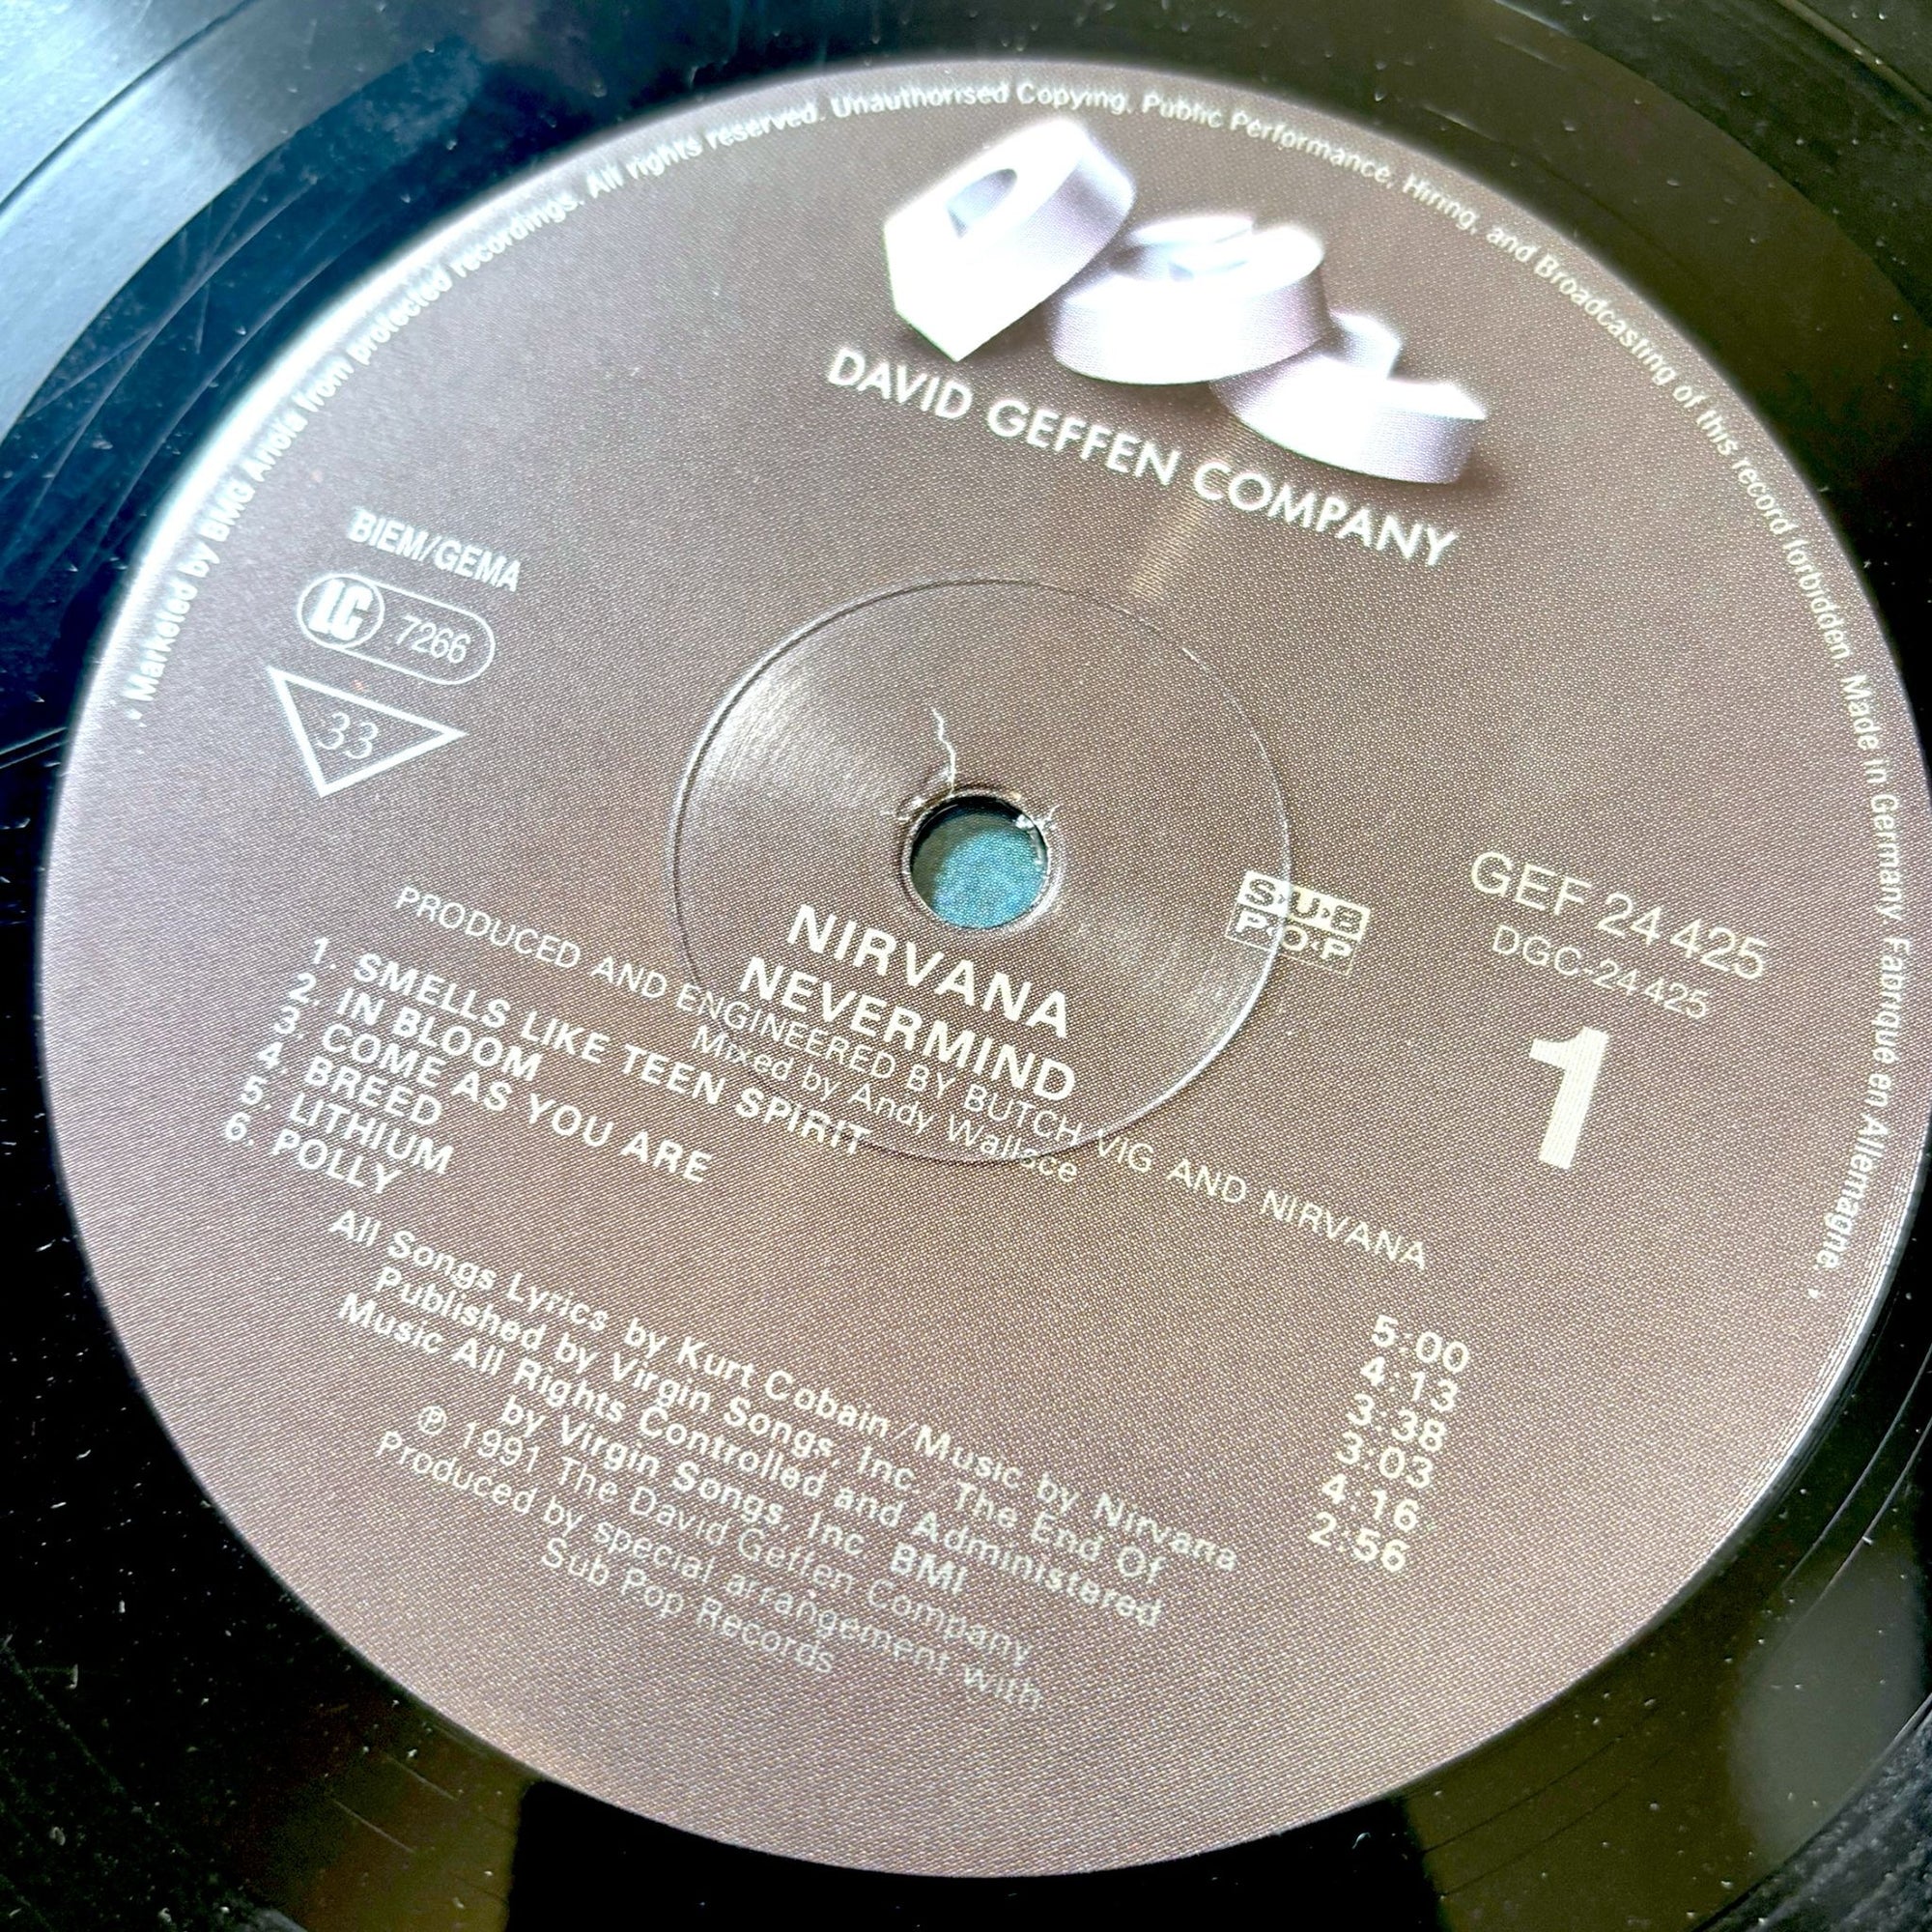 · Marketed by BMG Ariola from protected recordings. All rights reserved. Unauthorised Copying, Public Performance, Hiring, and Broadcasting of this record forbidden. Made in Germany Fabriqué en Allemagne. ·
DGC
DAVID GEFFEN COMPANY
BIEM/GEMA
LC 7266
33
SUB
POP
GEF 24 425
DGC-24 425
1
NIRVANA
NEVERMIND
PRODUCED AND ENGINEERED BY BUTCH VIG AND NIRVANA
Mixed by Andy Wallace
1. SMELLS LIKE TEEN SPIRIT 5:00
2. IN BLOOM 4:13
3. COME AS YOU ARE 3:38
4. BREED 3:03
5. LITHIUM 4:16
6. POLLY 2:56
All Songs Lyrics by Kurt Cobain/Music by Nirvana
Published by Virgin Songs, Inc./The End Of
Music All Rights Controlled and Administered
by Virgin Songs, Inc. BMI
℗ 1991 The David Geffen Company
Produced by special arrangement with
Sub Pop Records